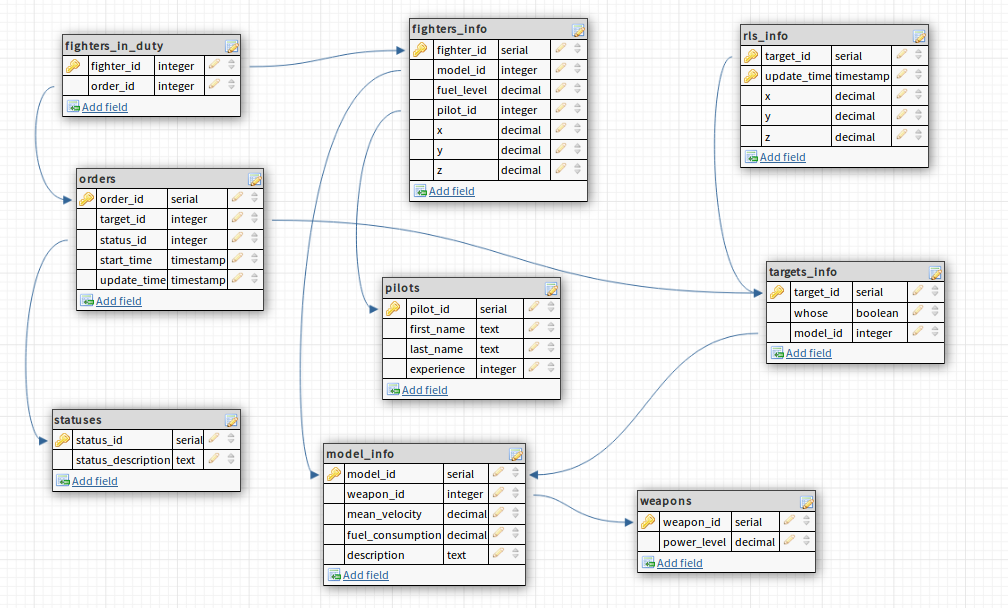 fighters_in_duty
fighter_id integer
order_id integer
Add field
fighters_info
fighter_id serial
model_id integer
fuel_level decimal
pilot_id integer
x decimal
y decimal
z decimal
Add field
rls_info
target_id serial
update_time timestamp
x decimal
y decimal
z decimal
Add field
orders
order_id serial
target_id integer
status_id integer
start_time timestamp
update_time timestamp
Add field
targets_info
target_id serial
whose boolean
model_id integer
Add field
pilots
pilot_id serial
first_name text
last_name text
experience integer
Add field
statuses
status_id serial
status_description text
Add field
model_info
model_id serial
weapon_id integer
mean_velocity decimal
fuel_consumption decimal
description text
Add field
weapons
weapon_id serial
power_level decimal
Add field